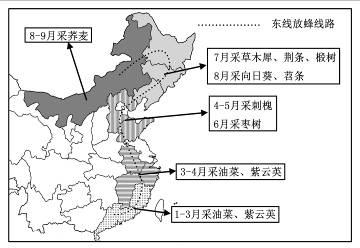 东线放蜂线路
8-9月采荞麦
7月采草木犀、荆条、椴树
8月采向日葵、苕条
4-5月采刺槐
6月采枣树
3-4月采油菜、紫云英
1-3月采油菜、紫云英